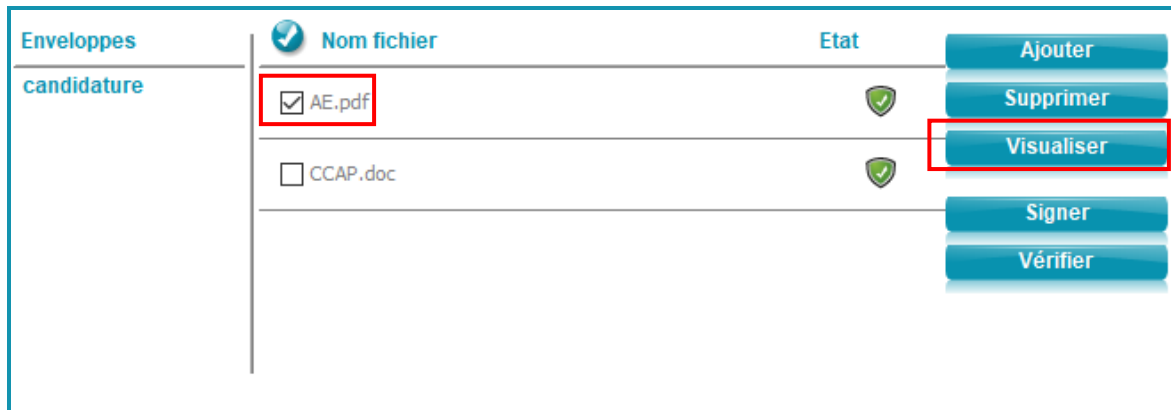 Enveloppes
candidature
Nom fichier Etat
AE.pdf
CCAP.doc
Ajouter
Supprimer
Visualiser
Signer
Vérifier